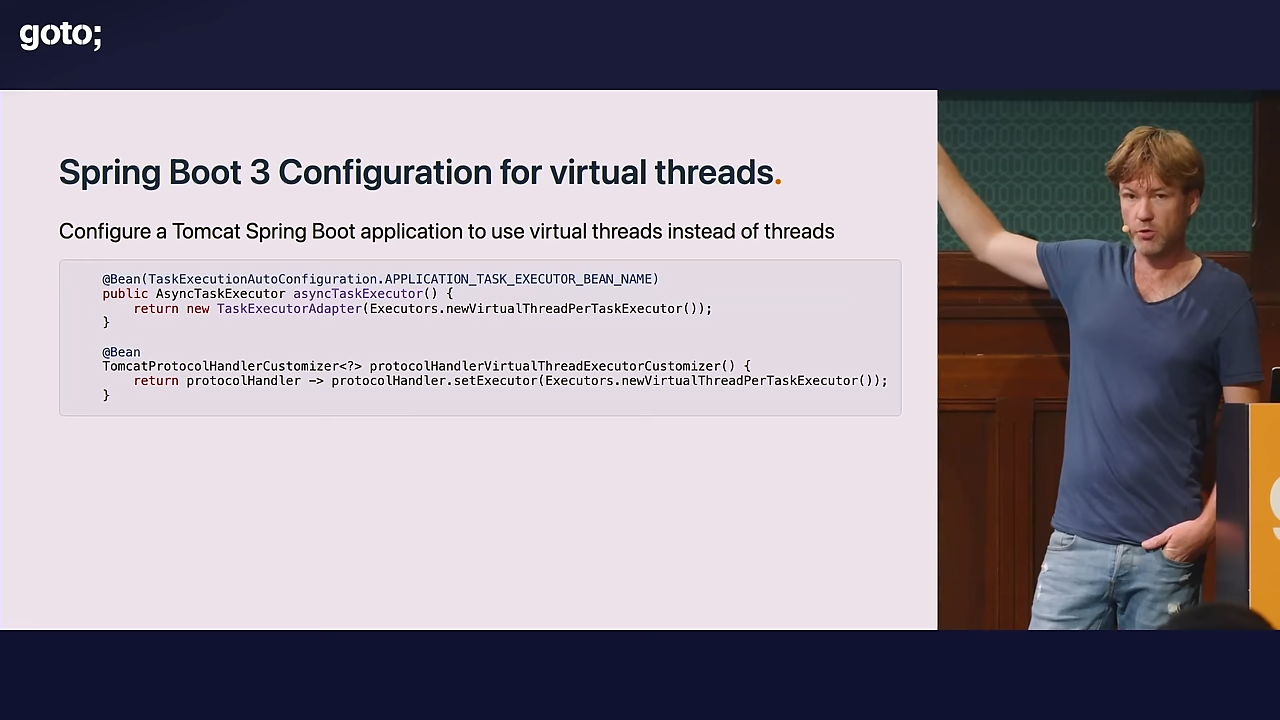 goto;
Spring Boot 3 Configuration for virtual threads.
Configure a Tomcat Spring Boot application to use virtual threads instead of threads
@Bean(TaskExecutionAutoConfiguration.APPLICATION_TASK_EXECUTOR_BEAN_NAME)
public AsyncTaskExecutor asyncTaskExecutor() {
    return new TaskExecutorAdapter(Executors.newVirtualThreadPerTaskExecutor());
}
@Bean
TomcatProtocolHandlerCustomizer<?> protocolHandlerVirtualThreadExecutorCustomizer() {
    return protocolHandler -> protocolHandler.setExecutor(Executors.newVirtualThreadPerTaskExecutor());
}